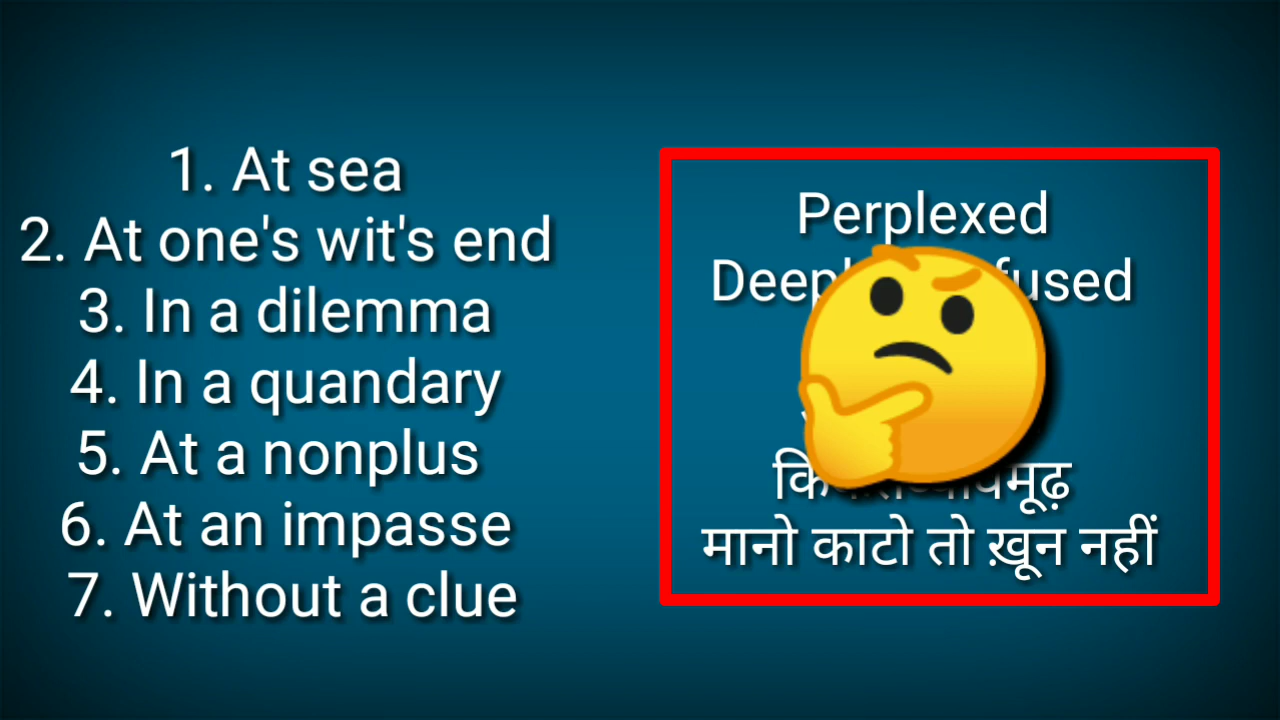 1. At sea
2. At one's wit's end
3. In a dilemma
4. In a quandary
5. At a nonplus
6. At an impasse
7. Without a clue
Perplexed
मानो काटो तो ख़ून नहीं